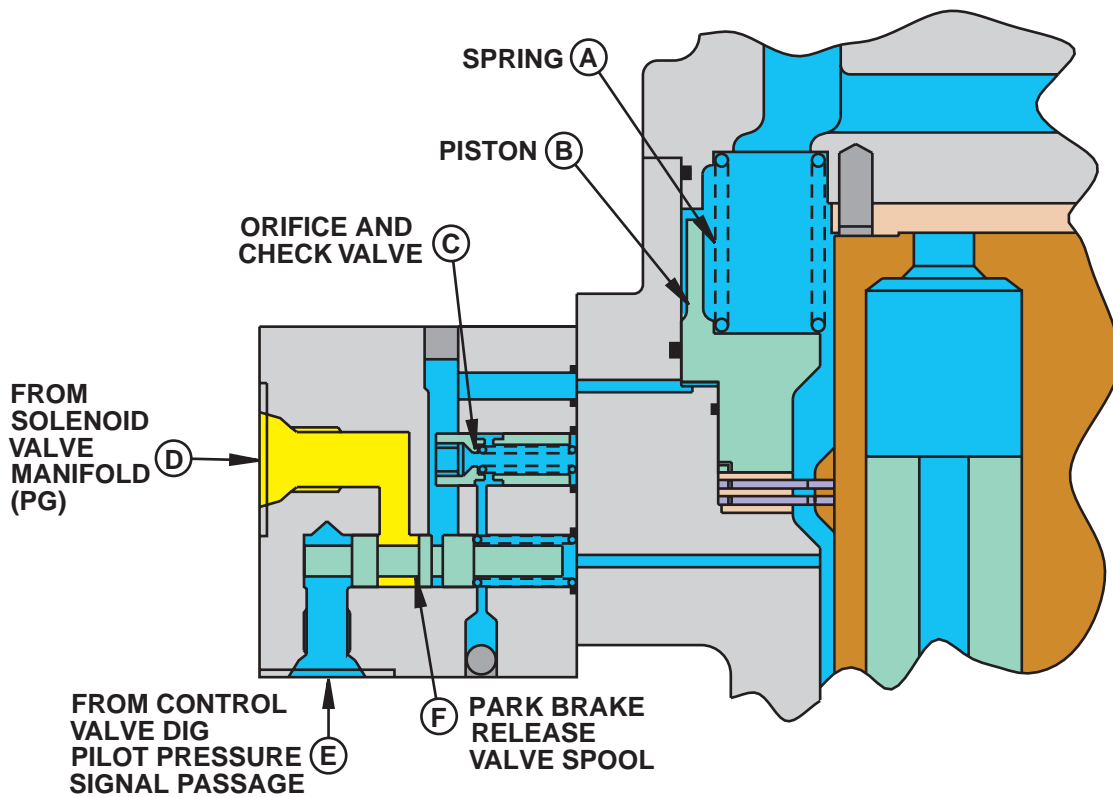 SPRING A
PISTON B
ORIFICE AND
CHECK VALVE C
FROM
SOLENOID
VALVE
MANIFOLD D
(PG)
FROM CONTROL
VALVE DIG
PILOT PRESSURE E
SIGNAL PASSAGE
F PARK BRAKE
RELEASE
VALVE SPOOL